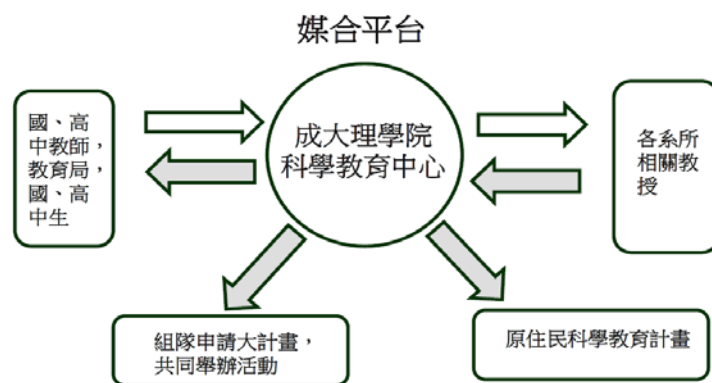 媒合平台
國、高
中教師，
教育局，
國、高
中生
成大理學院
科學教育中心
各系所
相關教
授
組隊申請大計畫，
共同舉辦活動
原住民科學教育計畫